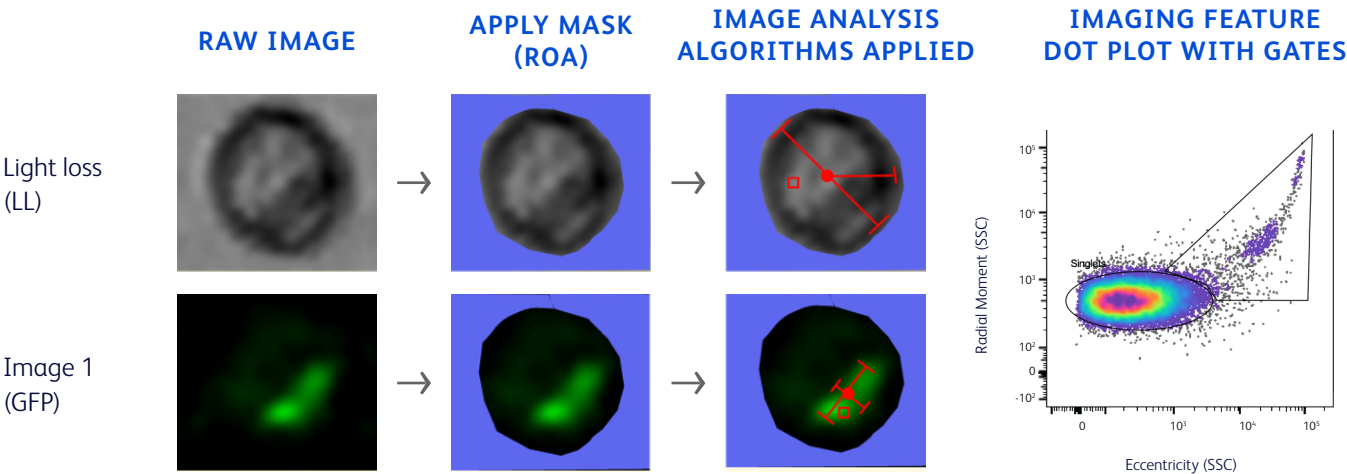 RAW IMAGE
APPLY MASK
(ROA)
IMAGE ANALYSIS
ALGORITHMS APPLIED
IMAGING FEATURE
DOT PLOT WITH GATES
Light loss
(LL)
Image 1
(GFP)
Radial Moment (SSC)
10⁵
10⁴
10³
10²
0
-10²
Singlets
0
10³
10⁴
10⁵
Eccentricity (SSC)